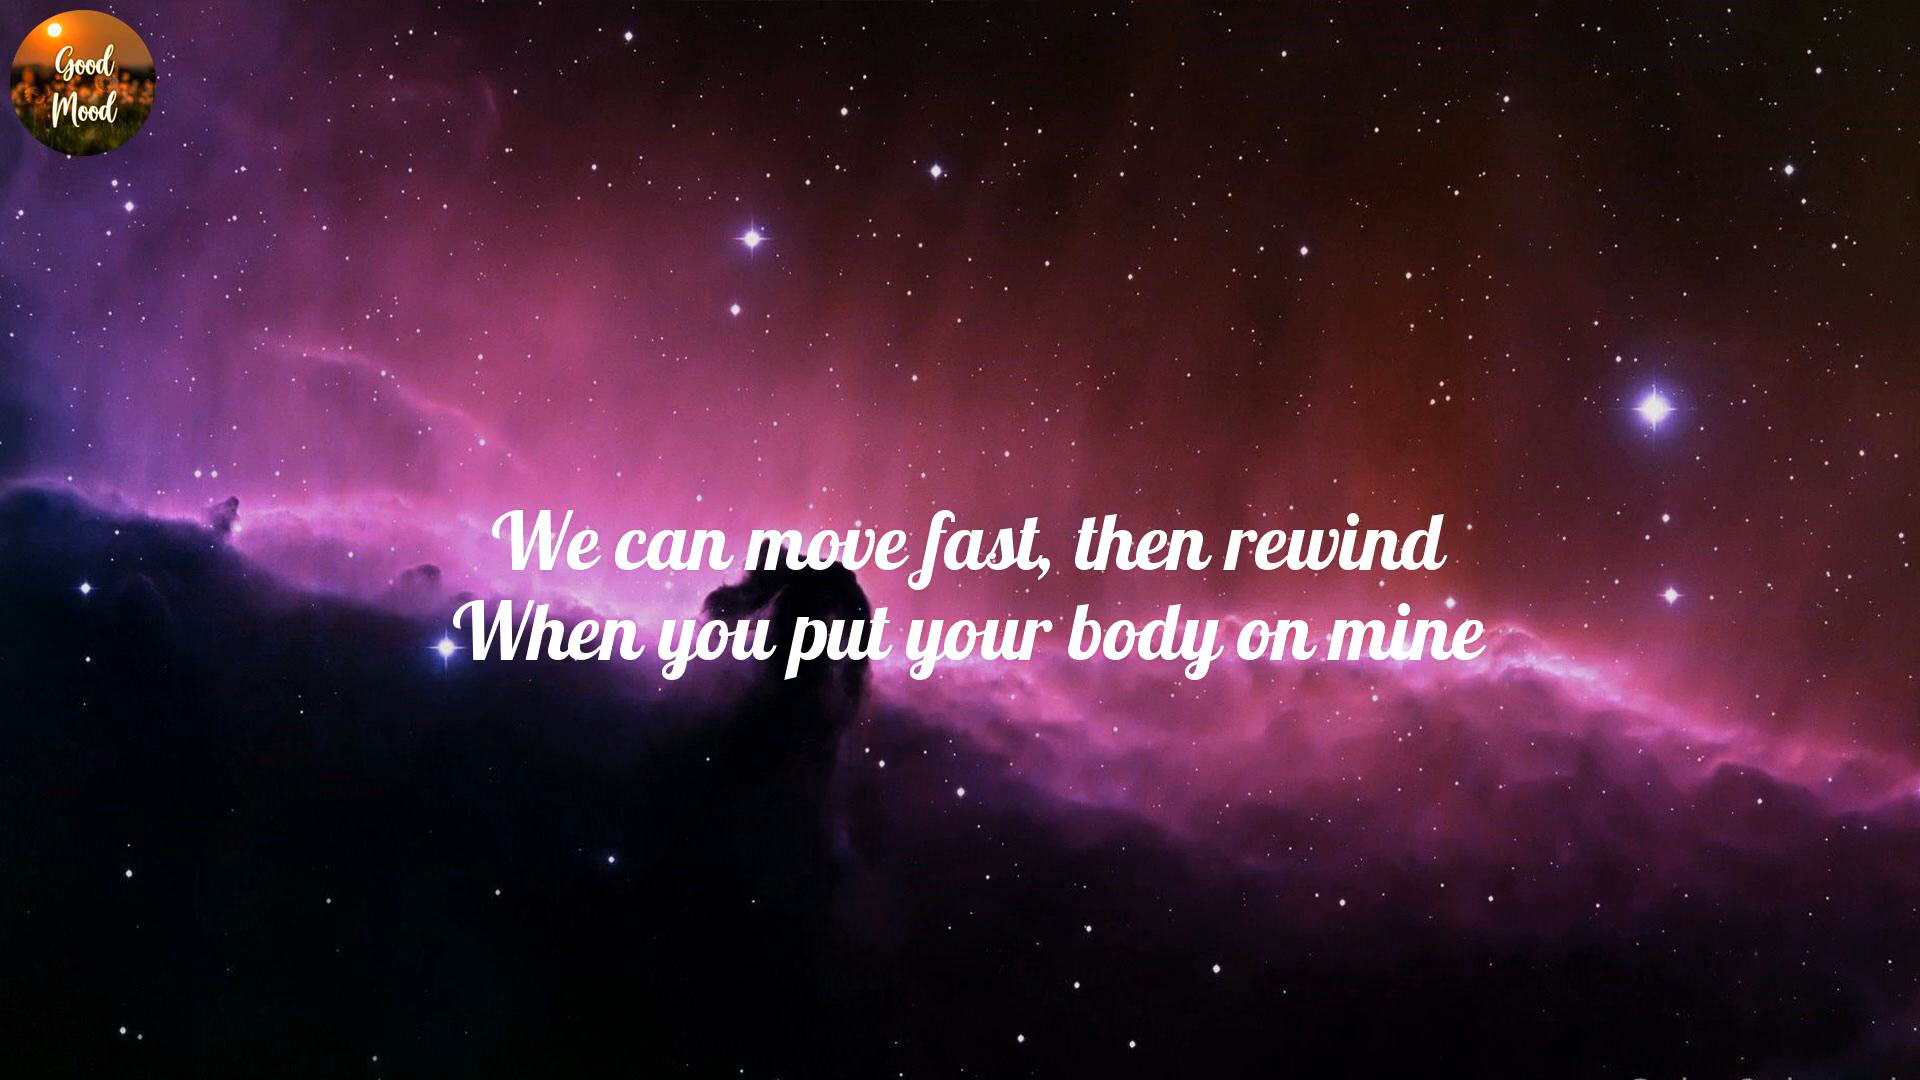 Good
Mood
We can move fast, then rewind
When you put your body on mine